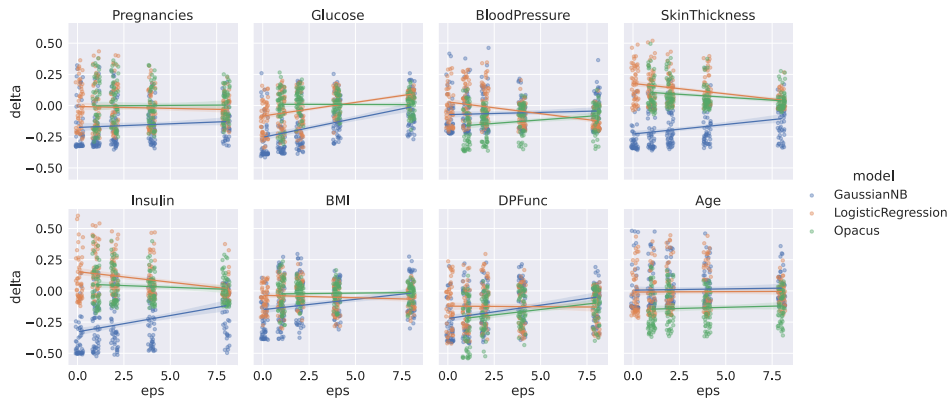 Pregnancies
Glucose
BloodPressure
SkinThickness
0.50
0.25
0.00
−0.25
−0.50
delta
Insulin
BMI
DPFunc
Age
0.50
0.25
0.00
−0.25
−0.50
delta
0.0 2.5 5.0 7.5
eps
0.0 2.5 5.0 7.5
eps
0.0 2.5 5.0 7.5
eps
0.0 2.5 5.0 7.5
eps
model
GaussianNB
LogisticRegression
Opacus